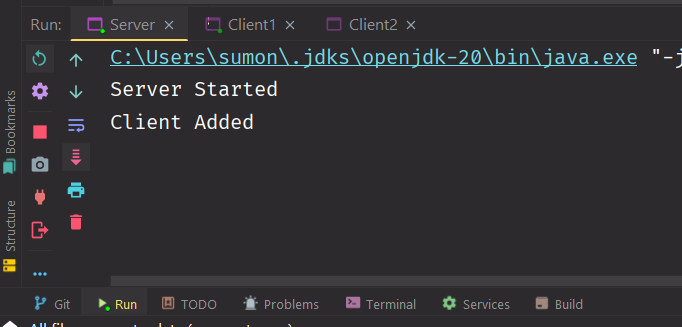 Run: Server × Client1 × Client2 ×
C:\Users\sumon\.jdks\openjdk-20\bin\java.exe "-j
Server Started
Client Added
Bookmarks
Structure
Git Run TODO Problems Terminal Services Build